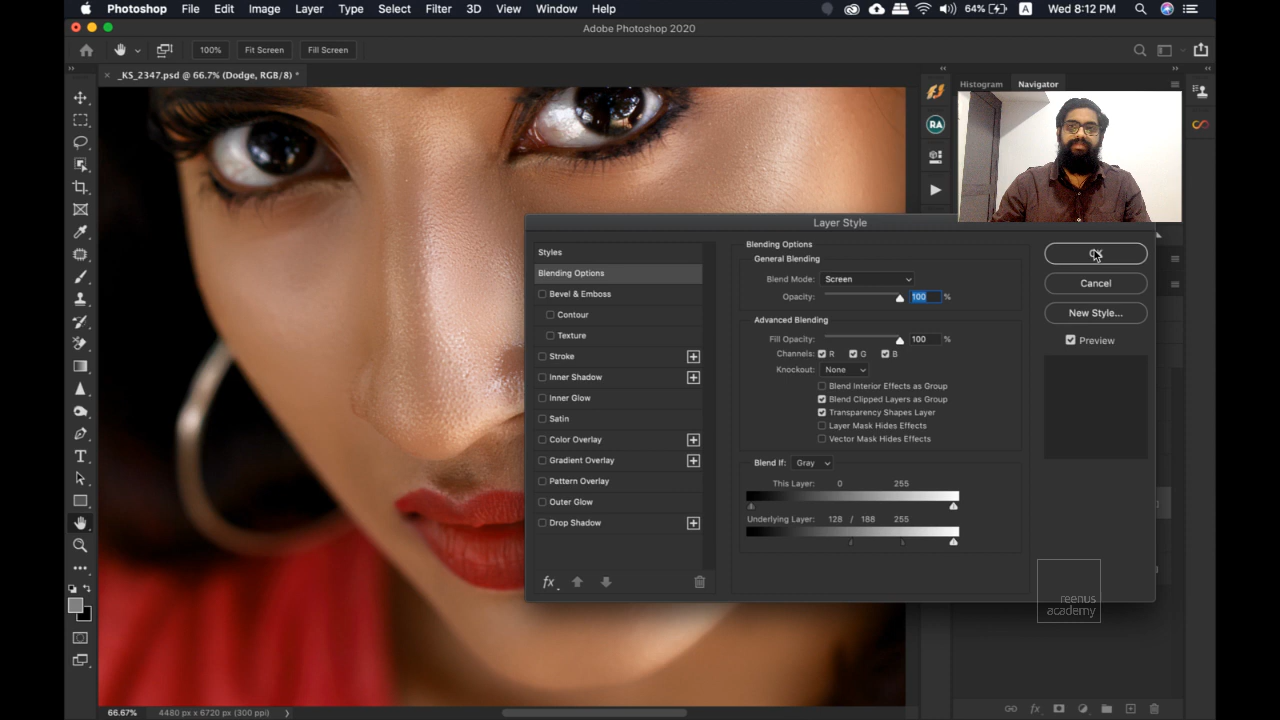 Photoshop File Edit Image Layer Type Select Filter 3D View Window Help 64% A Wed 8:12 PM
Adobe Photoshop 2020
100% Fit Screen Fill Screen
× _KS_2347.psd @ 66.7% (Dodge, RGB/8) *
Histogram Navigator
RA
Layer Style
Styles
Blending Options
Bevel & Emboss
Contour
Texture
Stroke
Inner Shadow
Inner Glow
Satin
Color Overlay
Gradient Overlay
Pattern Overlay
Outer Glow
Drop Shadow
fx
Blending Options
General Blending
Blend Mode: Screen
Opacity: 100 %
Advanced Blending
Fill Opacity: 100 %
Channels: R G B
Knockout: None
Blend Interior Effects as Group
Blend Clipped Layers as Group
Transparency Shapes Layer
Layer Mask Hides Effects
Vector Mask Hides Effects
Blend If: Gray
This Layer: 0 255
Underlying Layer: 128 / 188 255
Cancel
New Style...
Preview
reenus
academy
66.67% 4480 px x 6720 px (300 ppi)
fx